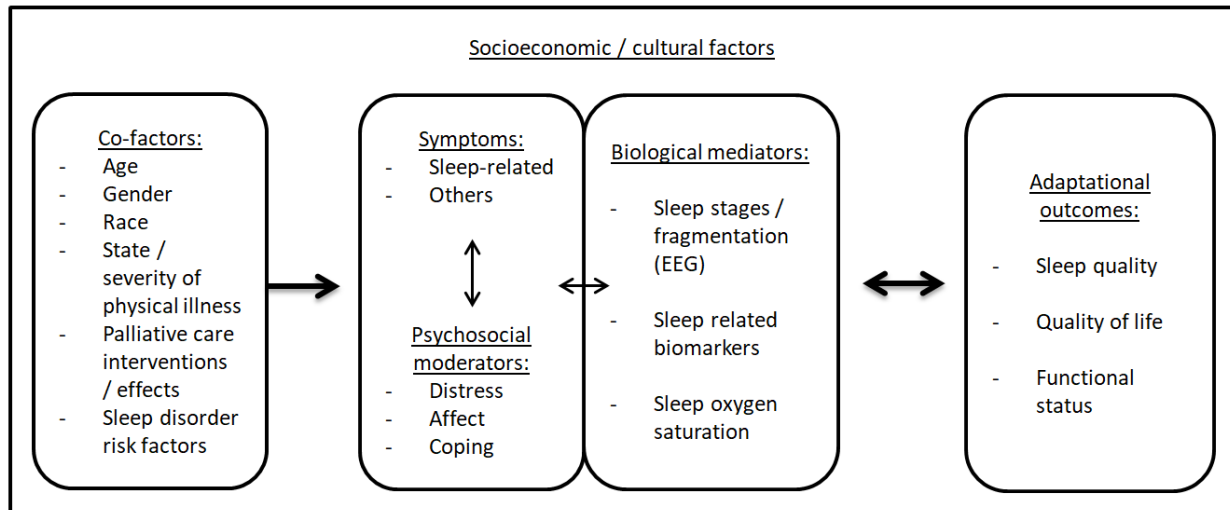 Socioeconomic / cultural factors
Co-factors:
- Age
- Gender
- Race
- State /
severity of
physical illness
- Palliative care
interventions
/ effects
- Sleep disorder
risk factors
Symptoms:
- Sleep-related
- Others
Psychosocial
moderators:
- Distress
- Affect
- Coping
Biological mediators:
- Sleep stages /
fragmentation
(EEG)
- Sleep related
biomarkers
- Sleep oxygen
saturation
Adaptational
outcomes:
- Sleep quality
- Quality of life
- Functional
status